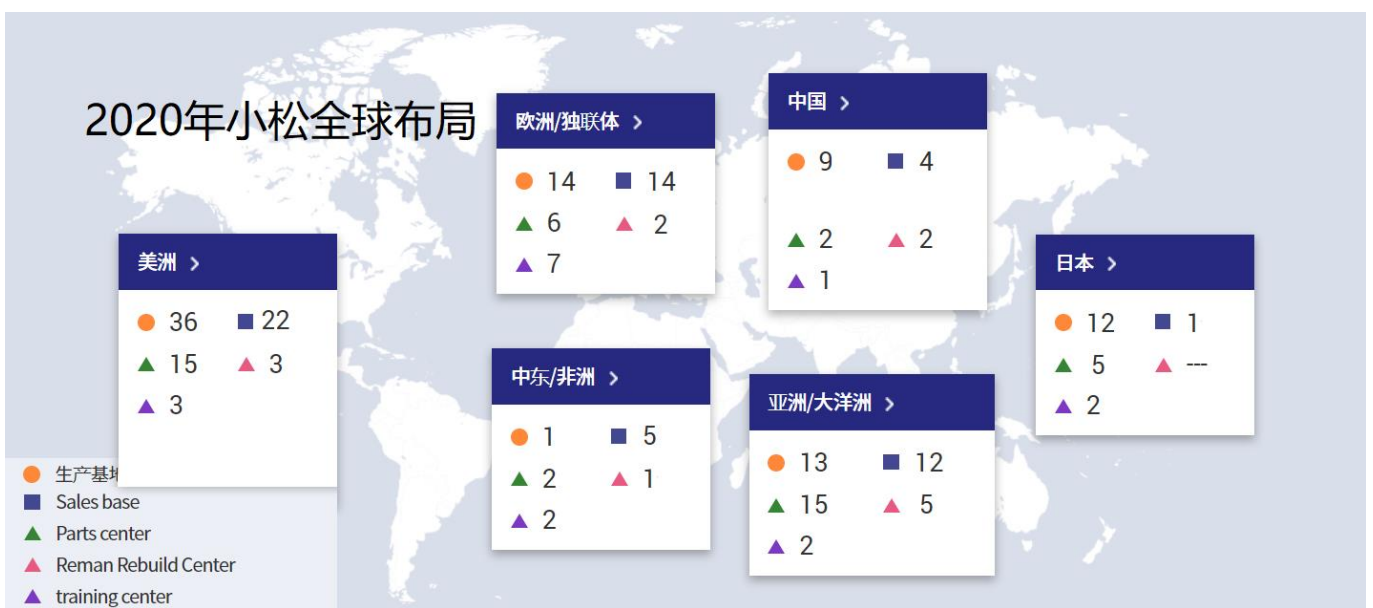 2020年小松全球布局
欧洲/独联体 >
14 14
6 2
7
中国 >
9 4
2 2
1
美洲 >
36 22
15 3
3
日本 >
12 1
5 ---
2
中东/非洲 >
1 5
2 1
2
亚洲/大洋洲 >
13 12
15 5
2
生产基
Sales base
Parts center
Reman Rebuild Center
training center